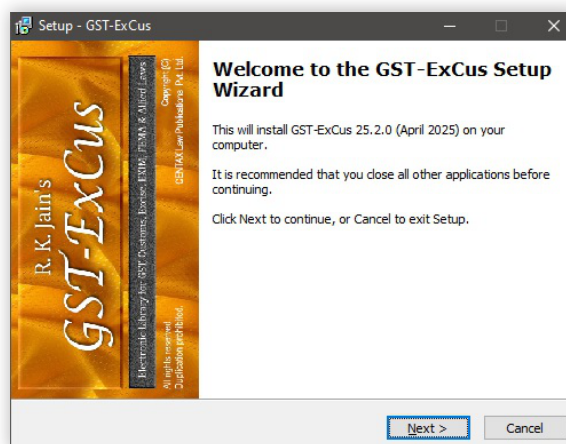 Setup - GST-ExCus
R. K. Jain's
GST-ExCus
Electronic Library for GST, Customs, Excise, EXIM, FEMA & Allied Laws
All rights reserved.
Duplication prohibited.
Copyright (C)
CENTAX Law Publications Pvt. Ltd.
Welcome to the GST-ExCus Setup
Wizard
This will install GST-ExCus 25.2.0 (April 2025) on your
computer.
It is recommended that you close all other applications before
continuing.
Click Next to continue, or Cancel to exit Setup.
Next >
Cancel